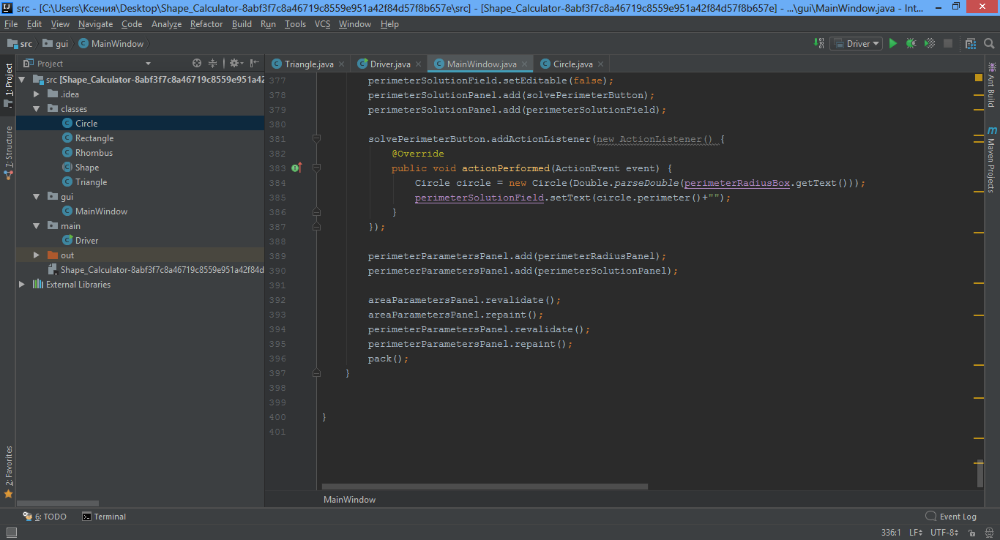 src - [C:\Users\Ксения\Desktop\Shape_Calculator-8abf3f7c8a46719c8559e951a42f84d57f8b657e\src] - [Shape_Calculator-8abf3f7c8a46719c8559e951a42f84d57f8b657e] - ...\gui\MainWindow.java - Int...
File Edit View Navigate Code Analyze Refactor Build Run Tools VCS Window Help
src gui MainWindow
Driver
Project
Triangle.java Driver.java MainWindow.java Circle.java
1: Project
7: Structure
2: Favorites
src [Shape_Calculator-8abf3f7c8a46719c8559e951a42
.idea
classes
Circle
Rectangle
Rhombus
Shape
Triangle
gui
MainWindow
main
Driver
out
Shape_Calculator-8abf3f7c8a46719c8559e951a42f84d
External Libraries
377 perimeterSolutionField.setEditable(false);
378 perimeterSolutionPanel.add(solvePerimeterButton);
379 perimeterSolutionPanel.add(perimeterSolutionField);
380
381 solvePerimeterButton.addActionListener(new ActionListener() {
382 @Override
383 public void actionPerformed(ActionEvent event) {
384 Circle circle = new Circle(Double.parseDouble(perimeterRadiusBox.getText()));
385 perimeterSolutionField.setText(circle.perimeter()+"");
386 }
387 });
388
389 perimeterParametersPanel.add(perimeterRadiusPanel);
390 perimeterParametersPanel.add(perimeterSolutionPanel);
391
392 areaParametersPanel.revalidate();
393 areaParametersPanel.repaint();
394 perimeterParametersPanel.revalidate();
395 perimeterParametersPanel.repaint();
396 pack();
397 }
398
399
400 }
401
MainWindow
Ant Build
Maven Projects
6: TODO Terminal Event Log
336:1 LF UTF-8